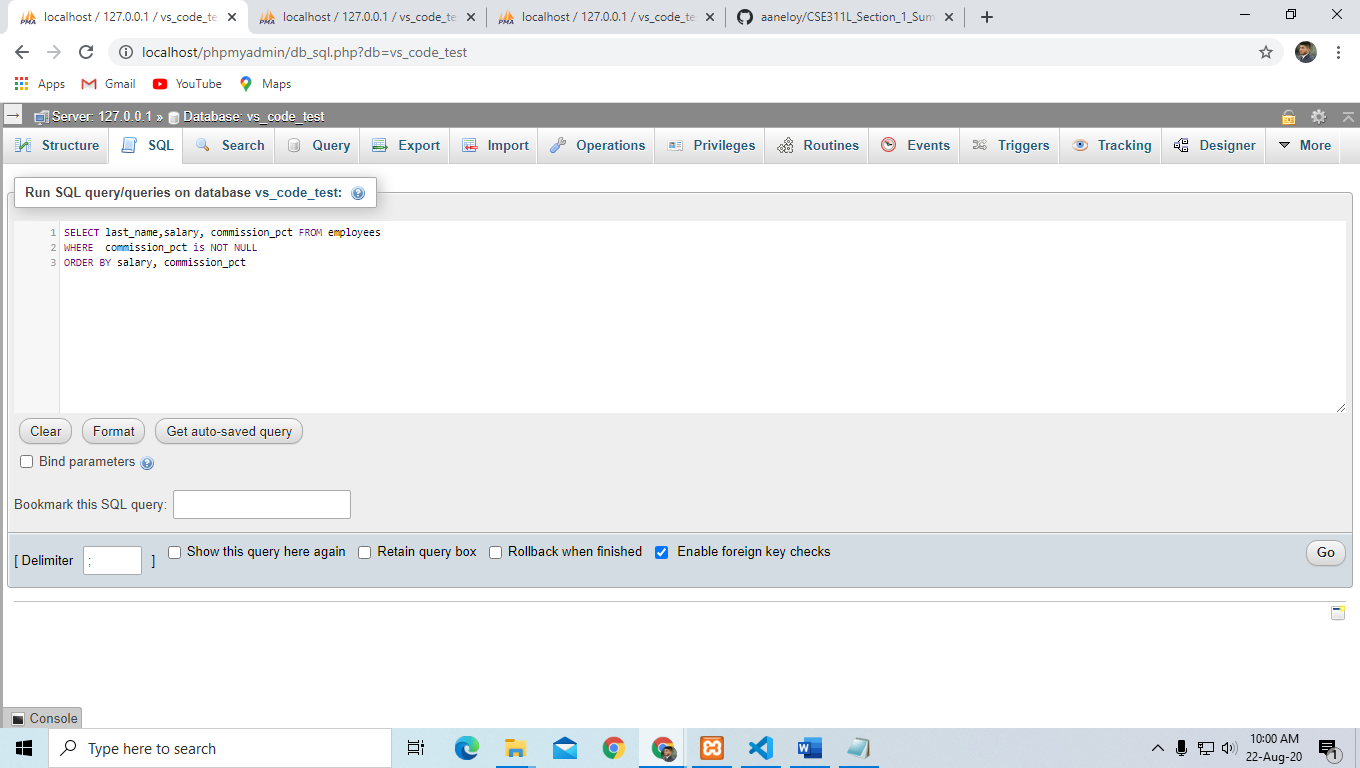 localhost / 127.0.0.1 / vs_code_te
localhost / 127.0.0.1 / vs_code_te
localhost / 127.0.0.1 / vs_code_te
aaneloy/CSE311L_Section_1_Sum
localhost/phpmyadmin/db_sql.php?db=vs_code_test
Apps Gmail YouTube Maps
Server: 127.0.0.1 » Database: vs_code_test
Structure SQL Search Query Export Import Operations Privileges Routines Events Triggers Tracking Designer More
Run SQL query/queries on database vs_code_test:
1 SELECT last_name,salary, commission_pct FROM employees
2 WHERE  commission_pct is NOT NULL
3 ORDER BY salary, commission_pct
Clear Format Get auto-saved query
Bind parameters
Bookmark this SQL query:
[ Delimiter ; ] Show this query here again Retain query box Rollback when finished Enable foreign key checks Go
Console
Type here to search
10:00 AM
22-Aug-20
1